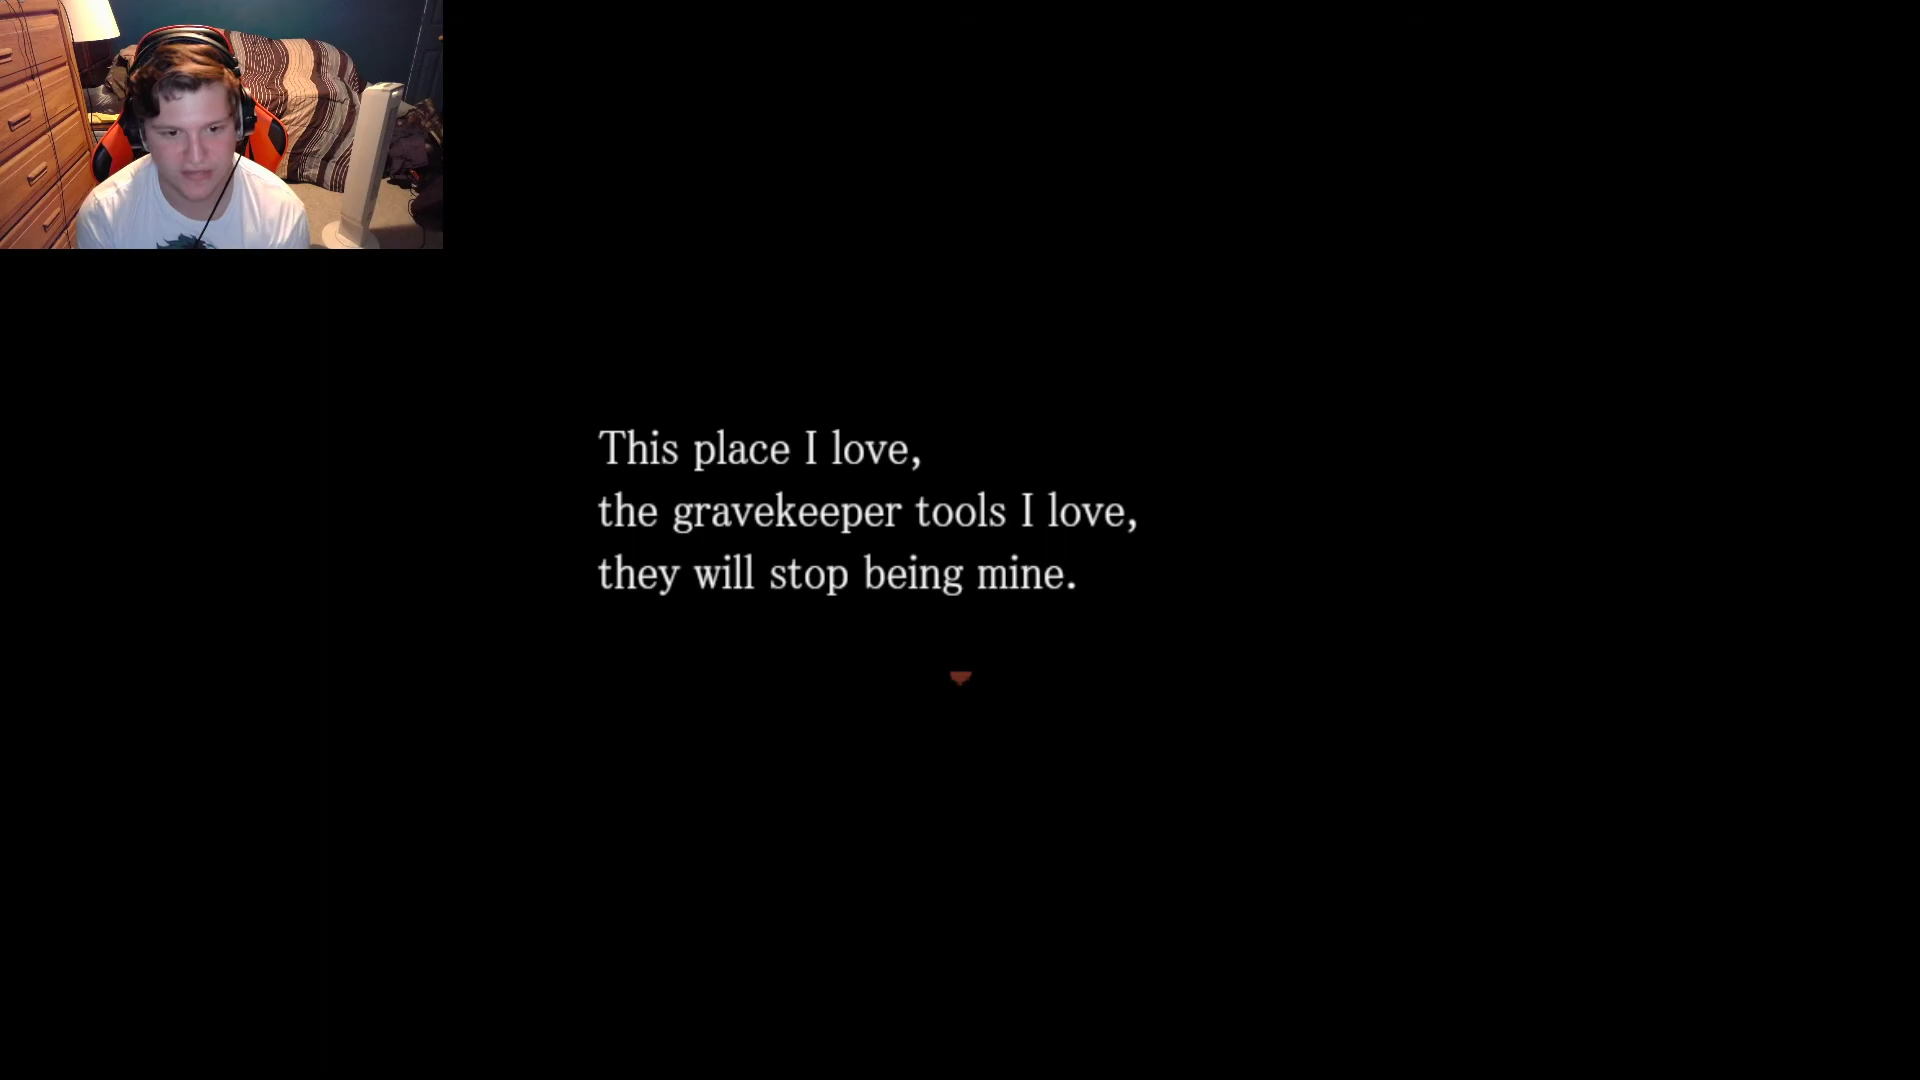 This place I love,
the gravekeeper tools I love,
they will stop being mine.